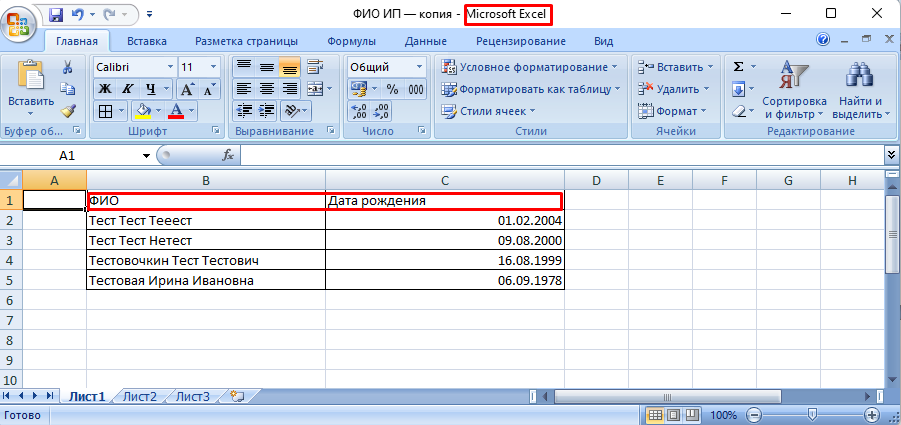 ФИО ИП — копия - Microsoft Excel
Главная Вставка Разметка страницы Формулы Данные Рецензирование Вид
Вставить
Calibri 11
Ж К Ч
Общий
% 000
Условное форматирование
Форматировать как таблицу
Стили ячеек
Вставить
Удалить
Формат
Σ
Сортировка и фильтр
Найти и выделить
Буфер об... Шрифт Выравнивание Число Стили Ячейки Редактирование
A1 fx
A B C D E F G H
1 ФИО Дата рождения
2 Тест Тест Тееест 01.02.2004
3 Тест Тест Нетест 09.08.2000
4 Тестовочкин Тест Тестович 16.08.1999
5 Тестовая Ирина Ивановна 06.09.1978
6
7
8
9
10
Лист1 Лист2 Лист3
Готово 100%